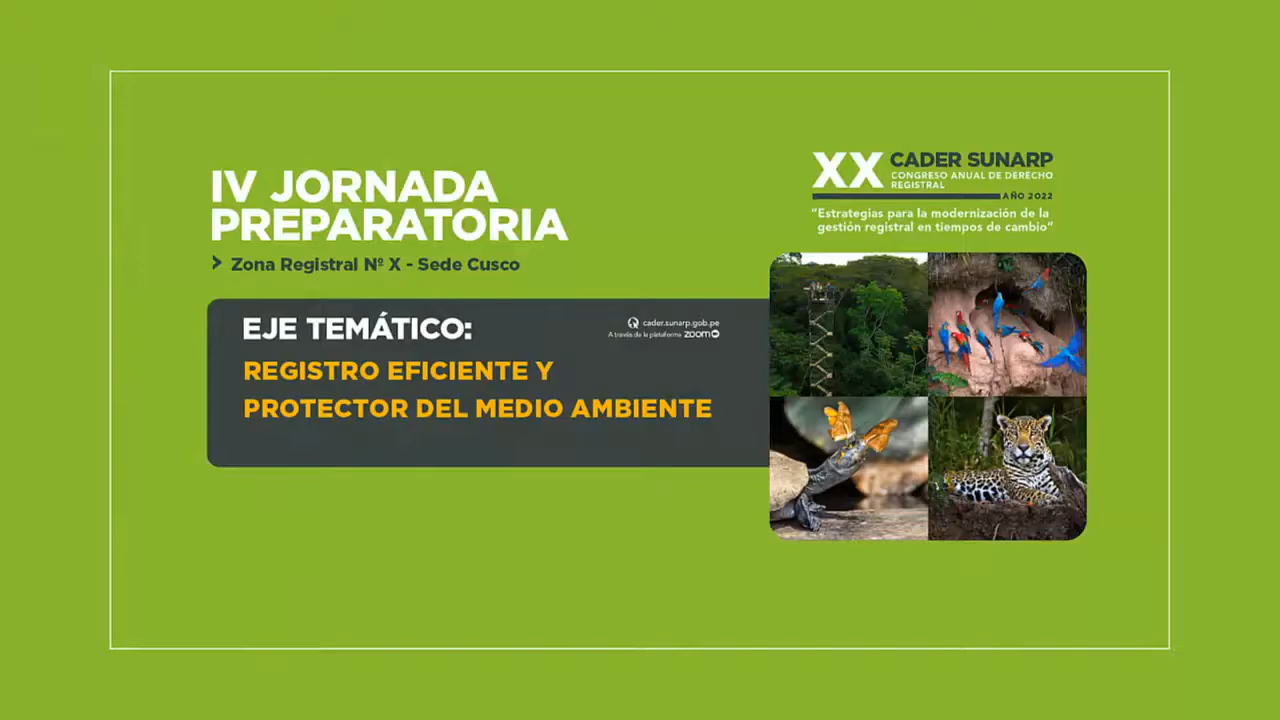 IV JORNADA
PREPARATORIA
> Zona Registral Nº X - Sede Cusco
XX
CADER SUNARP
CONGRESO ANUAL DE DERECHO
REGISTRAL
AÑO 2022
"Estrategias para la modernización de la
gestión registral en tiempos de cambio"
EJE TEMÁTICO:
cader.sunarp.gob.pe
A través de la plataforma zoom
REGISTRO EFICIENTE Y
PROTECTOR DEL MEDIO AMBIENTE